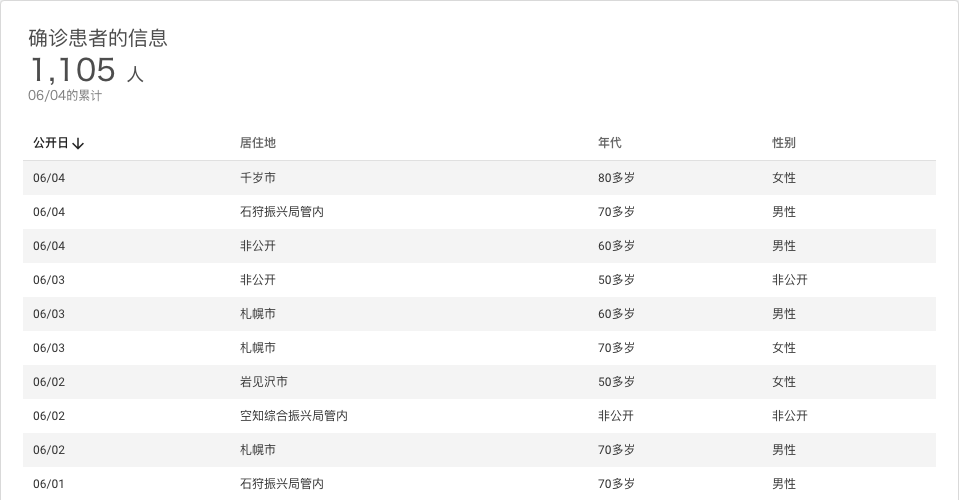 确诊患者的信息
1,105 人
06/04的累计
公开日↓ 居住地 年代 性别
06/04 千岁市 80多岁 女性
06/04 石狩振兴局管内 70多岁 男性
06/04 非公开 60多岁 男性
06/03 非公开 50多岁 非公开
06/03 札幌市 60多岁 男性
06/03 札幌市 70多岁 女性
06/02 岩见沢市 50多岁 女性
06/02 空知综合振兴局管内 非公开 非公开
06/02 札幌市 70多岁 男性
06/01 石狩振兴局管内 70多岁 男性